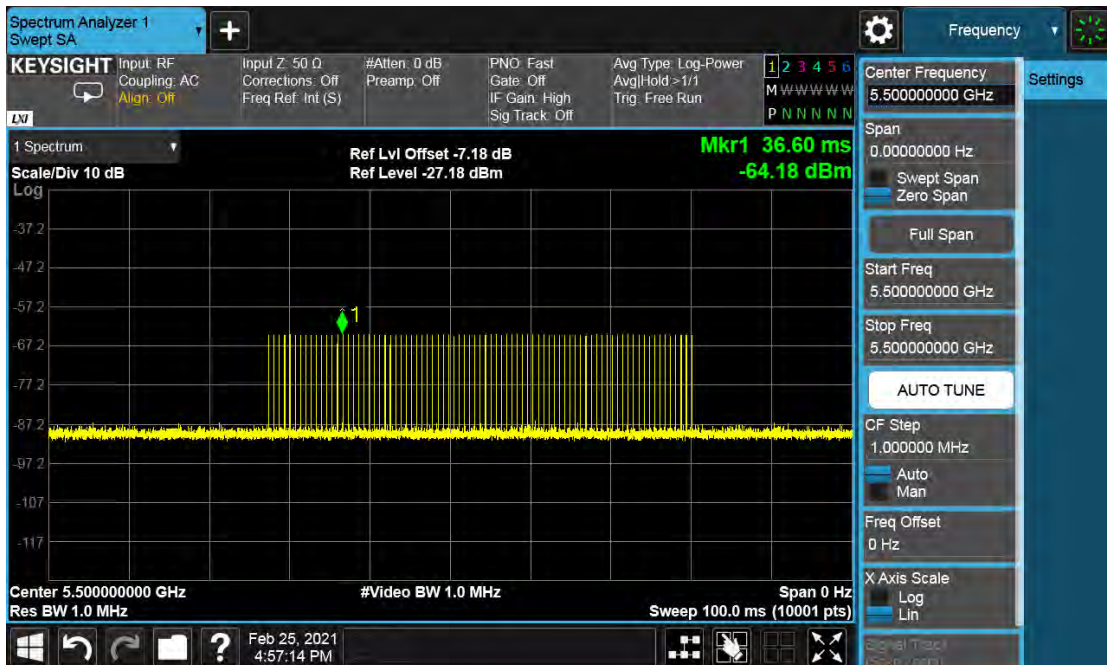 Spectrum Analyzer 1
Swept SA
+
Frequency
KEYSIGHT
LXI
Input: RF
Coupling: AC
Align: Off
Input Z: 50 Ω
Corrections: Off
Freq Ref: Int (S)
#Atten: 0 dB
Preamp: Off
PNO: Fast
Gate: Off
IF Gain: High
Sig Track: Off
Avg Type: Log-Power
Avg|Hold >1/1
Trig: Free Run
1 2 3 4 5 6
M W W W W W W
P N N N N N
1 Spectrum
Scale/Div 10 dB
Ref Lvl Offset -7.18 dB
Ref Level -27.18 dBm
Mkr1 36.60 ms
-64.18 dBm
Log
-37.2
-47.2
-57.2
-67.2
-77.2
-87.2
-97.2
-107
-117
1
Center 5.500000000 GHz
Res BW 1.0 MHz
#Video BW 1.0 MHz
Span 0 Hz
Sweep 100.0 ms (10001 pts)
Center Frequency
5.500000000 GHz
Settings
Span
0.00000000 Hz
Swept Span
Zero Span
Full Span
Start Freq
5.500000000 GHz
Stop Freq
5.500000000 GHz
AUTO TUNE
CF Step
1.000000 MHz
Auto
Man
Freq Offset
0 Hz
X Axis Scale
Log
Lin
Signal Track
?
Feb 25, 2021
4:57:14 PM